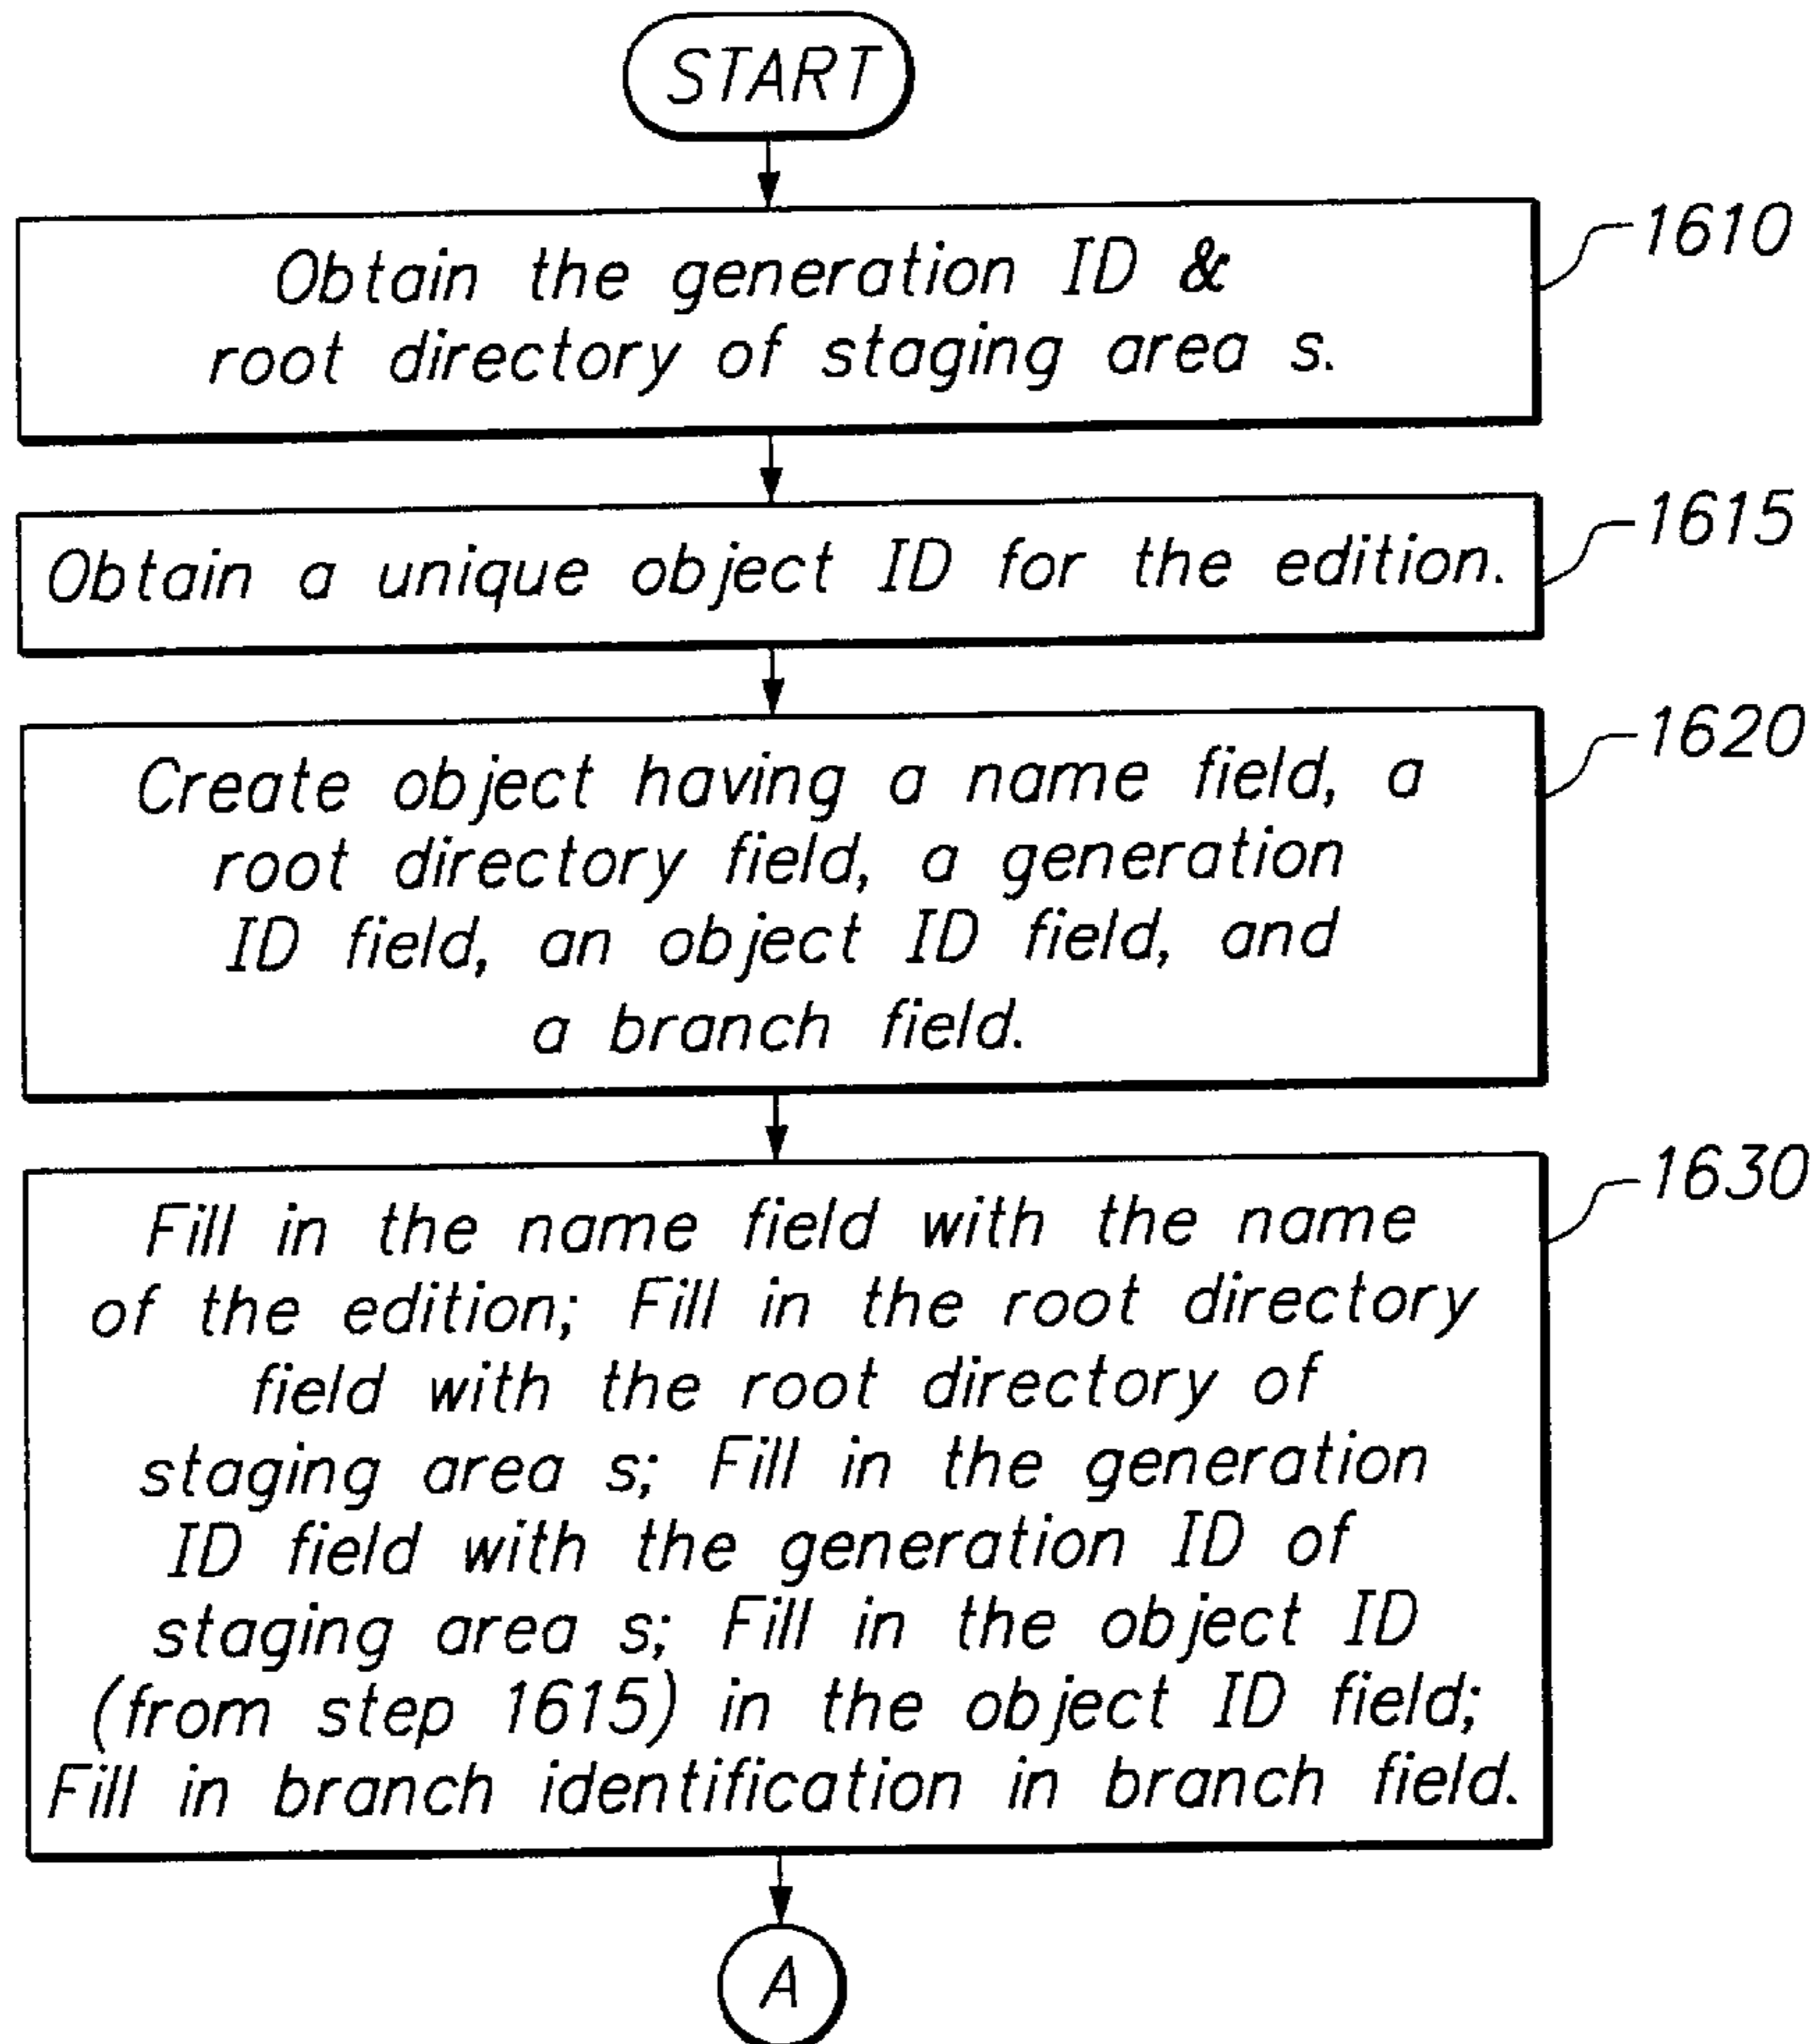 START
1610
Obtain the generation ID &
root directory of staging area s.
1615
Obtain a unique object ID for the edition.
1620
Create object having a name field, a
root directory field, a generation
ID field, an object ID field, and
a branch field.
1630
Fill in the name field with the name
of the edition; Fill in the root directory
field with the root directory of
staging area s; Fill in the generation
ID field with the generation ID of
staging area s; Fill in the object ID
(from step 1615) in the object ID field;
Fill in branch identification in branch field.
A